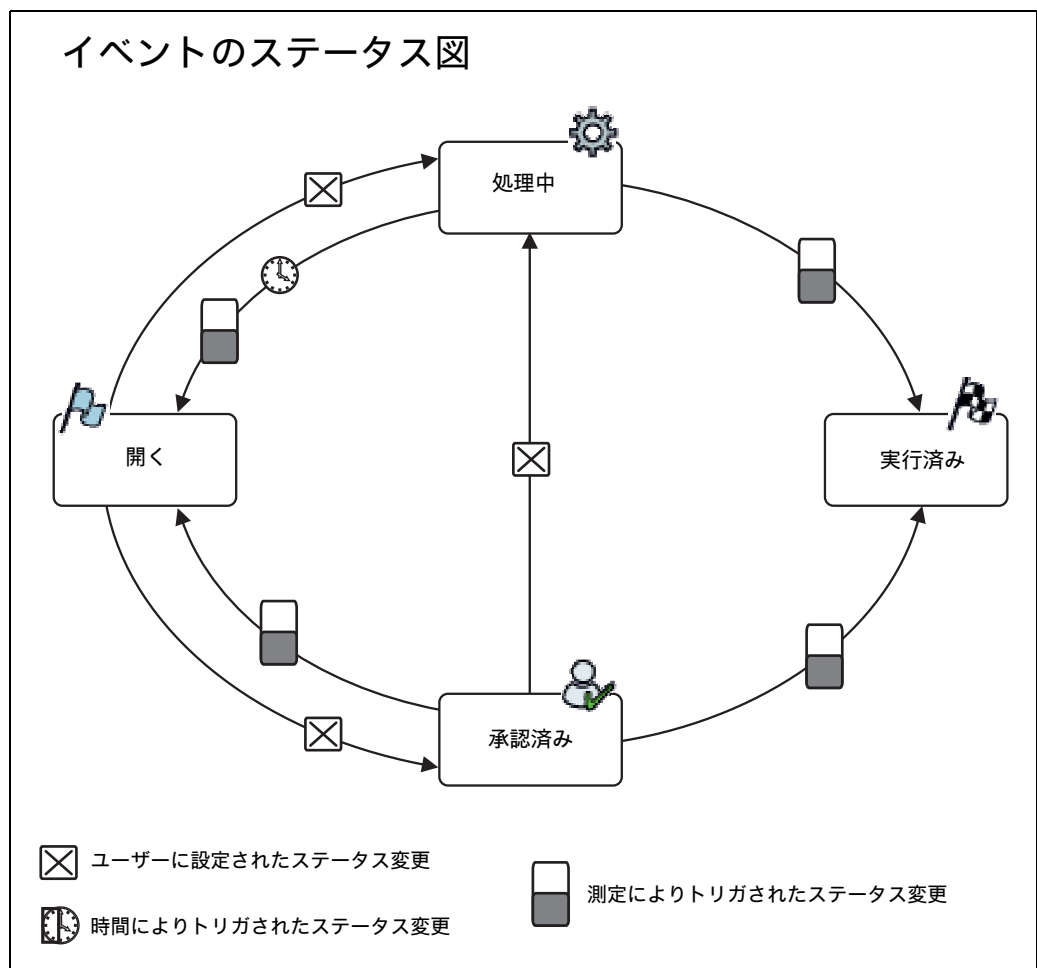 イベントのステータス図
処理中
開く
実行済み
承認済み
ユーザーに設定されたステータス変更
測定によりトリガされたステータス変更
時間によりトリガされたステータス変更